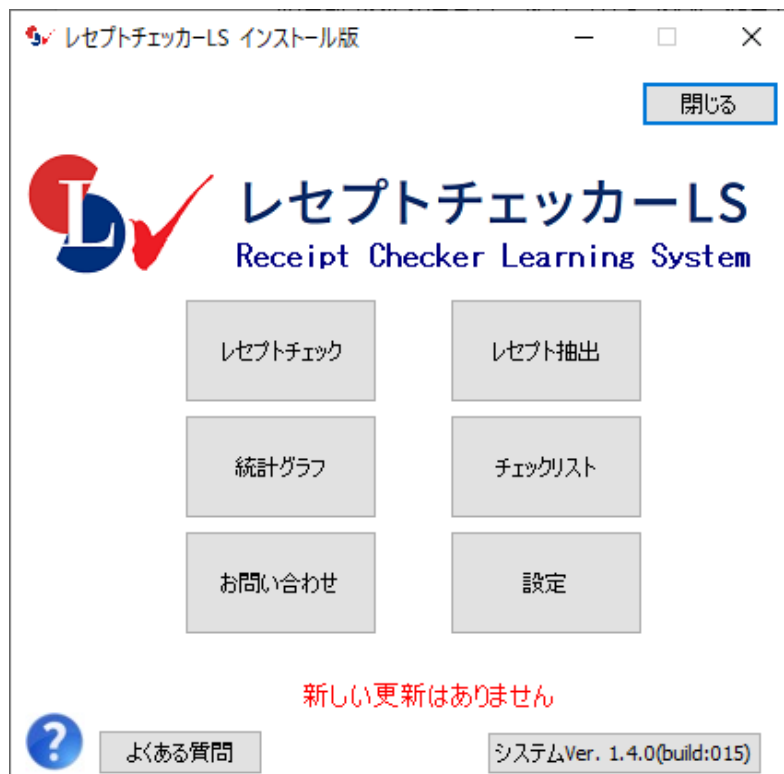 レセプトチェッカーLS インストール版
閉じる
レセプトチェッカーLS
Receipt Checker Learning System
レセプトチェック
レセプト抽出
統計グラフ
チェックリスト
お問い合わせ
設定
新しい更新はありません
よくある質問
システムVer. 1.4.0(build:015)